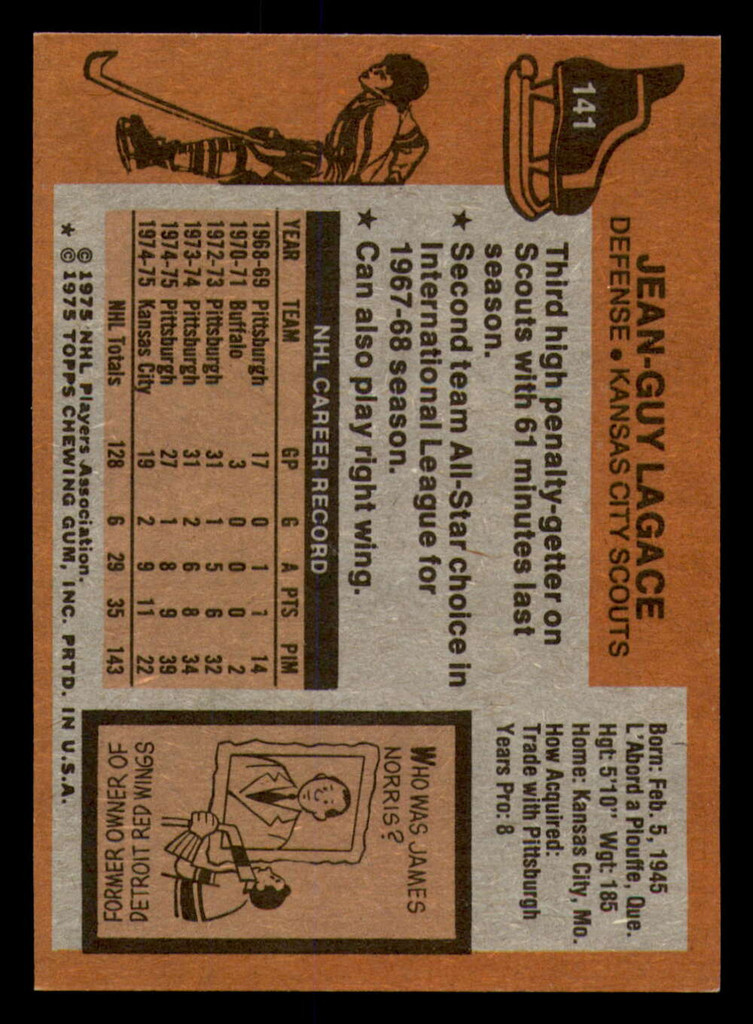 141
JEAN-GUY LAGACE
DEFENSE • KANSAS CITY SCOUTS
Born: Feb. 5, 1945
L'Abord a Plouffe, Que.
Hgt: 5'10" Wgt: 185
Home: Kansas City, Mo.
How Acquired:
Trade with Pittsburgh
Years Pro: 8
Third high penalty-getter on
Scouts with 61 minutes last
season.
★ Second team All-Star choice in
International League for
1967-68 season.
★ Can also play right wing.
NHL CAREER RECORD
YEAR TEAM GP G A PTS PIM
1968-69 Pittsburgh 17 0 1 1 14
1970-71 Buffalo 3 0 0 0 2
1972-73 Pittsburgh 31 1 5 6 32
1973-74 Pittsburgh 31 2 6 8 34
1974-75 Pittsburgh 27 1 8 9 39
1974-75 Kansas City 19 2 9 11 22
NHL Totals 128 6 29 35 143
WHO WAS JAMES
NORRIS?
FORMER OWNER OF
DETROIT RED WINGS
© 1975 NHL Players Association.
★ © 1975 TOPPS CHEWING GUM, INC. PRTD. IN U.S.A.